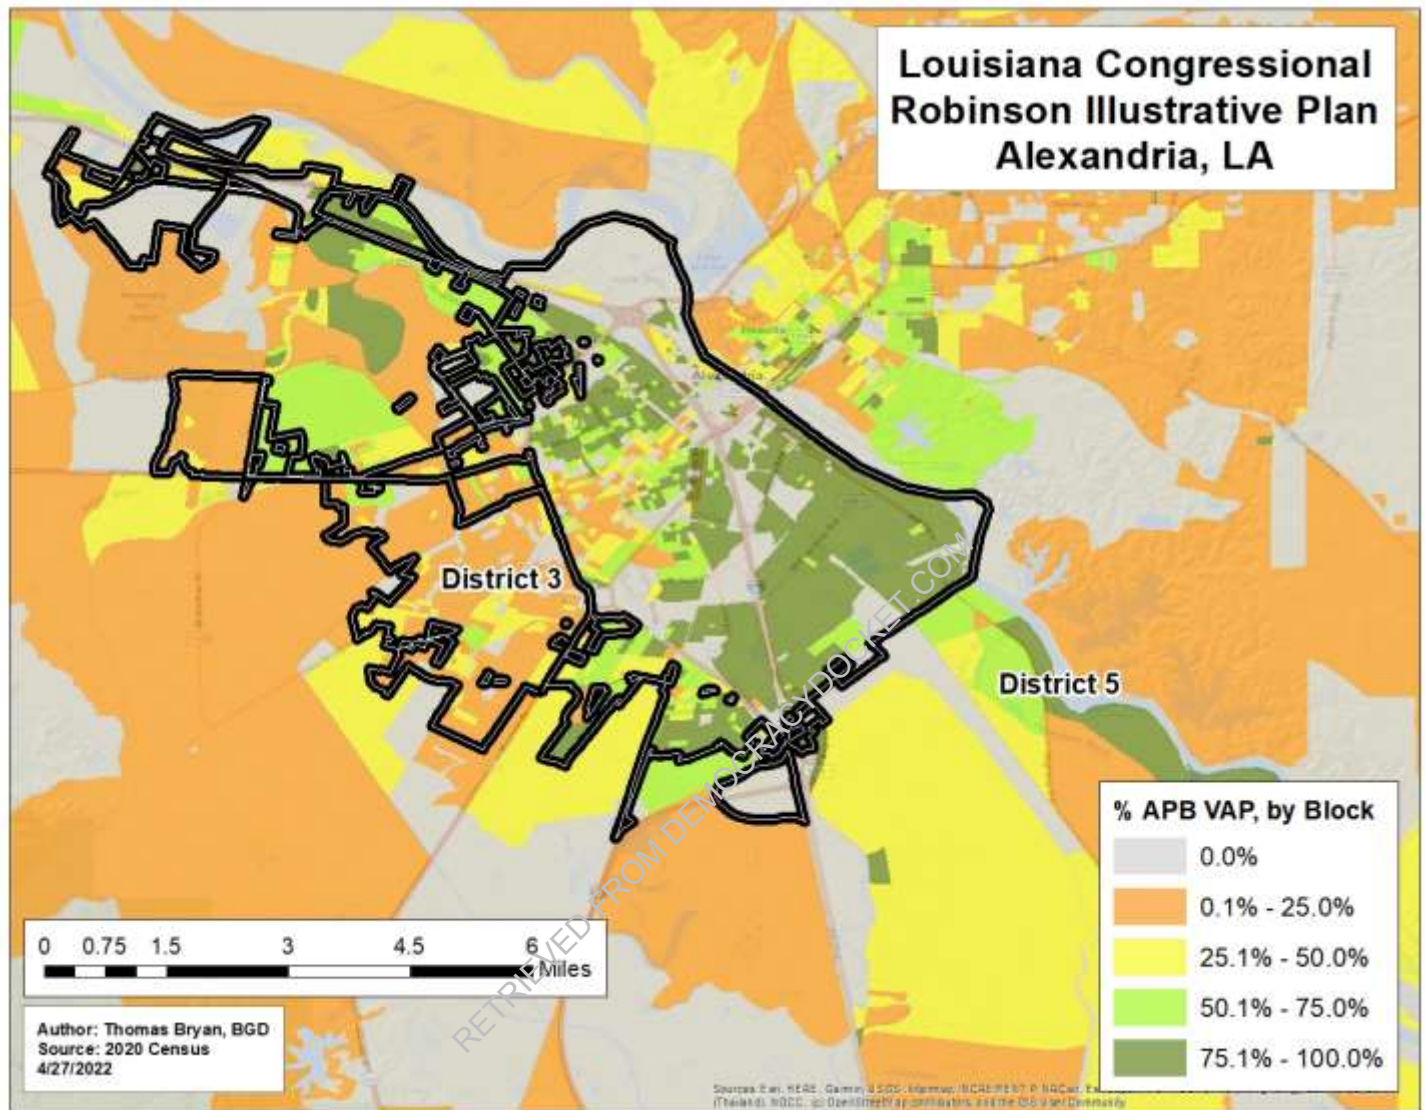 Louisiana Congressional
Robinson Illustrative Plan
Alexandria, LA
Alexandria
District 3
District 5
RETRIEVED FROM DEMOCRACYDOCKET.COM
% APB VAP, by Block
0.0%
0.1% - 25.0%
25.1% - 50.0%
50.1% - 75.0%
75.1% - 100.0%
0 0.75 1.5 3 4.5 6
Miles
Author: Thomas Bryan, BGD
Source: 2020 Census
4/27/2022